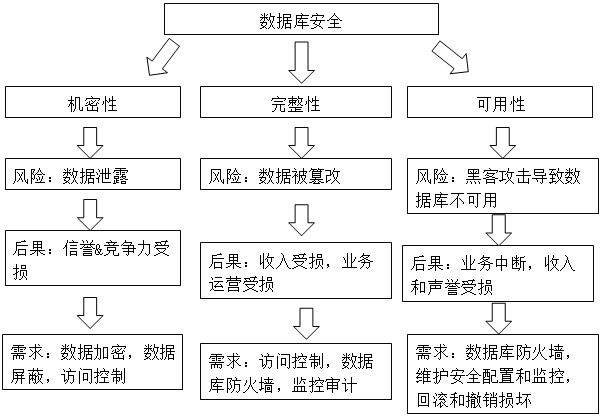 数据库安全
机密性
完整性
可用性
风险：数据泄露
风险：数据被篡改
风险：黑客攻击导致数
据库不可用
后果：信誉&竞争力受
损
后果：收入受损，业务
运营受损
后果：业务中断，收入
和声誉受损
需求：数据加密，数据
屏蔽，访问控制
需求：访问控制，数据
库防火墙，监控审计
需求：数据库防火墙，
维护安全配置和监控，
回滚和撤销损坏